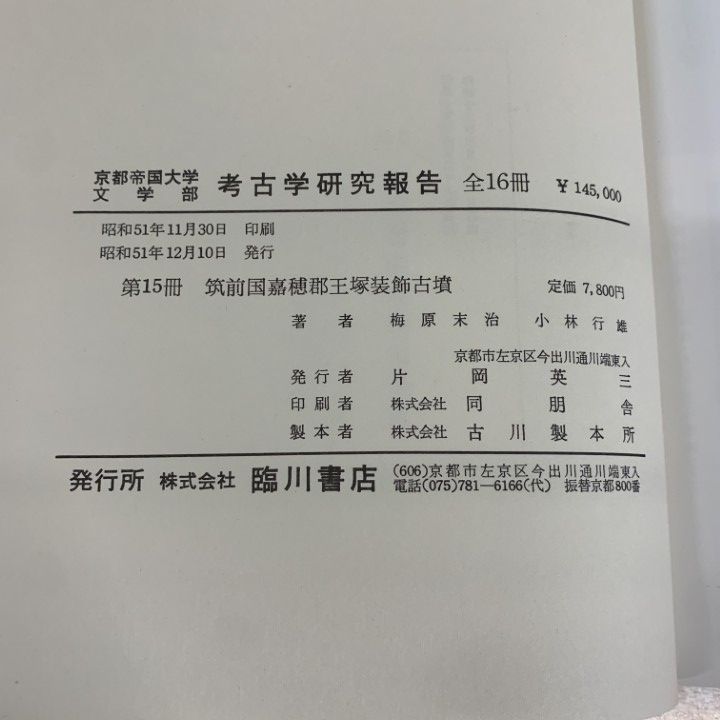 京都帝国大学
文学部 考古学研究報告 全16冊 ¥ 145,000
昭和51年11月30日 印刷
昭和51年12月10日 発行
第15冊 筑前国嘉穂郡王塚装飾古墳 定価 7,800円
著者 梅原末治 小林行雄
京都市左京区今出川通川端東入
発行者 片岡英三
印刷者 株式会社 同朋舎
製本者 株式会社 古川製本所
発行所 株式会社 臨川書店
(606)京都市左京区今出川通川端東入
電話(075)781—6166(代) 振替京都800番